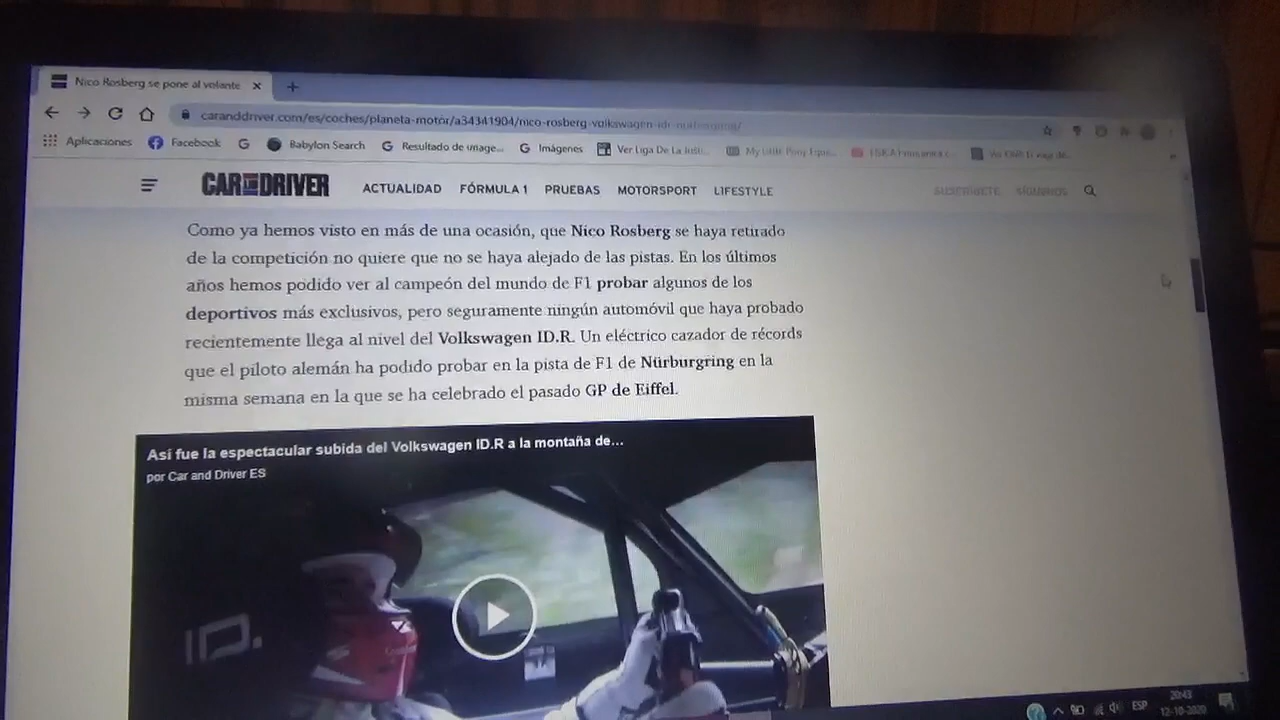 Nico Rosberg se pone al volante
caranddriver.com/es/coches/planeta-motor/a34341904/nico-rosberg-volkswagen-idr-nurburgring/
Aplicaciones Facebook Babylon Search Resultado de image... Imágenes Ver Liga De La Justi... My Little Pony Eque...
CAR AND DRIVER ACTUALIDAD FÓRMULA 1 PRUEBAS MOTORSPORT LIFESTYLE SUSCRÍBETE SÍGUENOS
Como ya hemos visto en más de una ocasión, que Nico Rosberg se haya retirado
de la competición no quiere que no se haya alejado de las pistas. En los últimos
años hemos podido ver al campeón del mundo de F1 probar algunos de los
deportivos más exclusivos, pero seguramente ningún automóvil que haya probado
recientemente llega al nivel del Volkswagen ID.R. Un eléctrico cazador de récords
que el piloto alemán ha podido probar en la pista de F1 de Nürburgring en la
misma semana en la que se ha celebrado el pasado GP de Eiffel.
Así fue la espectacular subida del Volkswagen ID.R a la montaña de...
por Car and Driver ES
ID.
ESP
20:43
12-10-2020